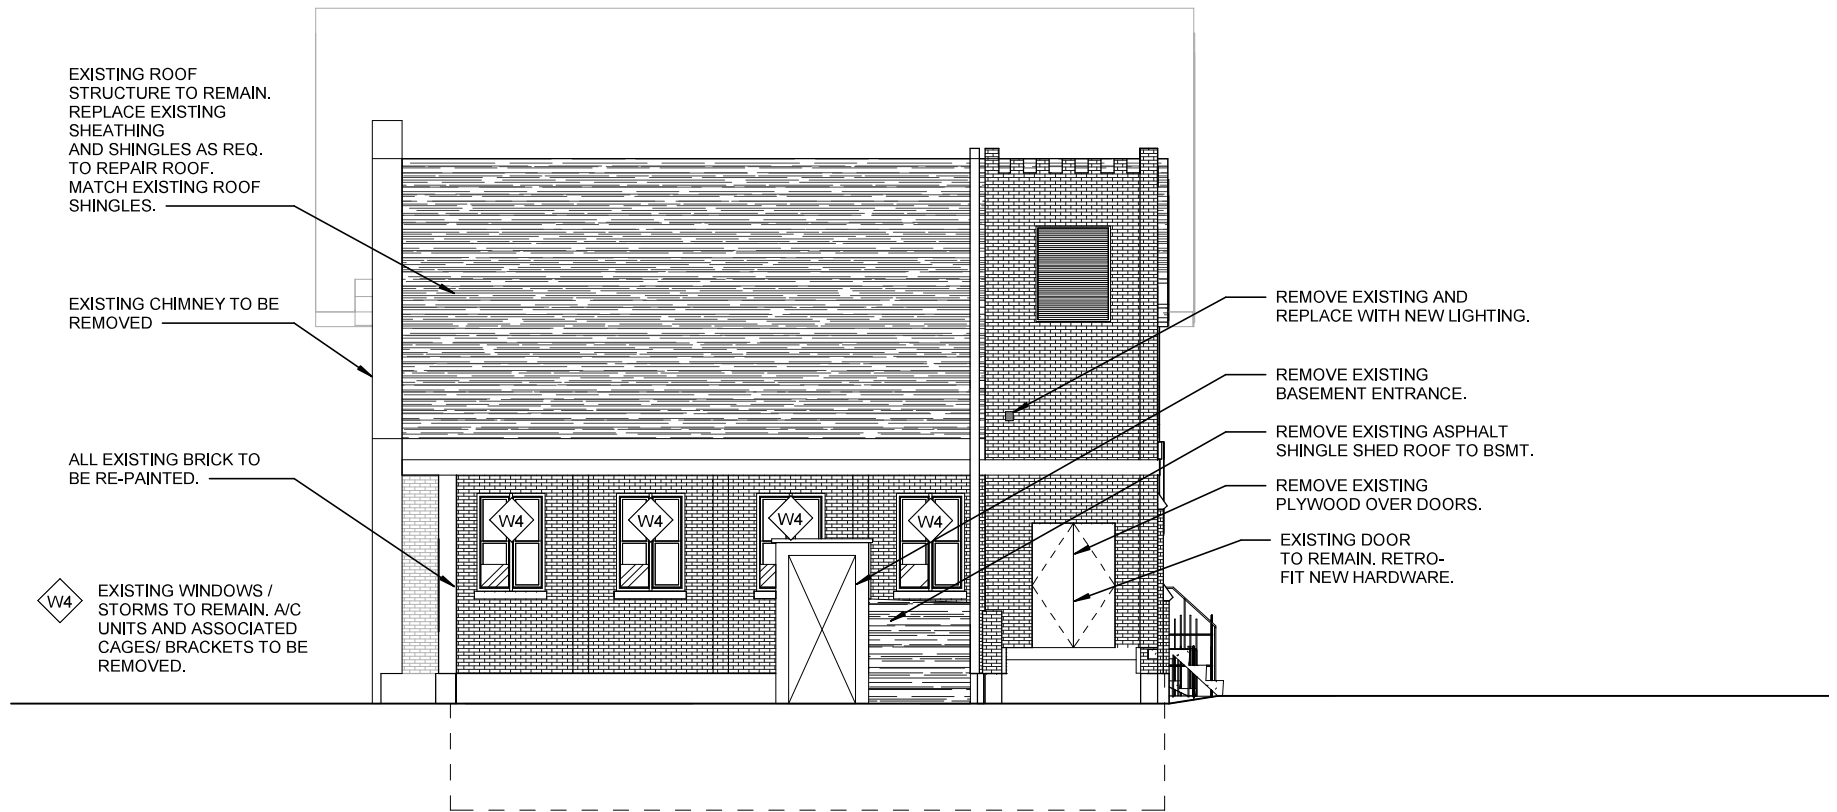 EXISTING ROOF
STRUCTURE TO REMAIN.
REPLACE EXISTING
SHEATHING
AND SHINGLES AS REQ.
TO REPAIR ROOF.
MATCH EXISTING ROOF
SHINGLES.
EXISTING CHIMNEY TO BE
REMOVED
ALL EXISTING BRICK TO
BE RE-PAINTED.
W4
EXISTING WINDOWS /
STORMS TO REMAIN. A/C
UNITS AND ASSOCIATED
CAGES/ BRACKETS TO BE
REMOVED.
W4
W4
W4
W4
REMOVE EXISTING AND
REPLACE WITH NEW LIGHTING.
REMOVE EXISTING
BASEMENT ENTRANCE.
REMOVE EXISTING ASPHALT
SHINGLE SHED ROOF TO BSMT.
REMOVE EXISTING
PLYWOOD OVER DOORS.
EXISTING DOOR
TO REMAIN. RETRO-
FIT NEW HARDWARE.